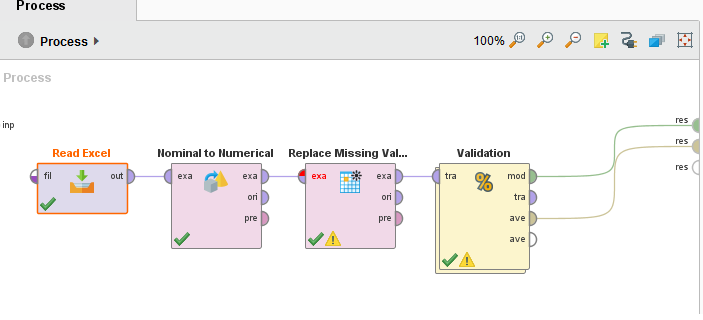 Process
Process
100%
Process
inp
res
res
res
Read Excel
fil
out
Nominal to Numerical
exa
exa
ori
pre
Replace Missing Val...
exa
exa
ori
pre
Validation
tra
mod
tra
ave
ave